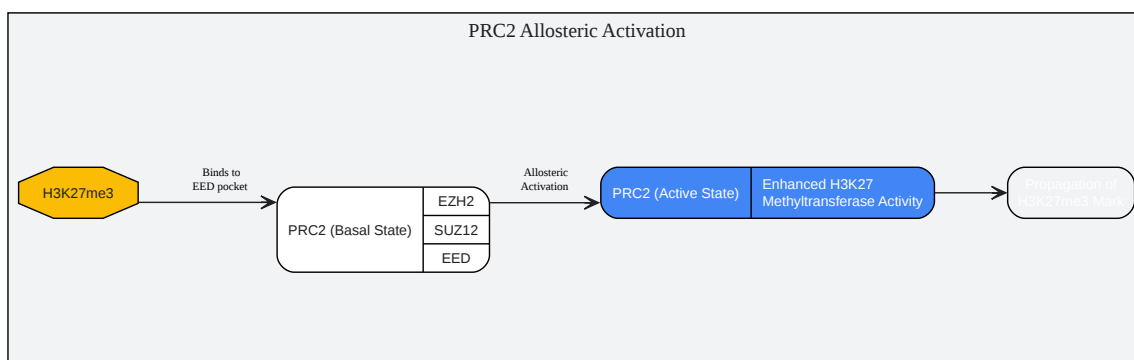 PRC2 Allosteric Activation
H3K27me3
Binds to
EED pocket
PRC2 (Basal State)
EZH2
SUZ12
EED
Allosteric
Activation
PRC2 (Active State)
Enhanced H3K27
Methyltransferase Activity
Propagation of
H3K27me3 Mark